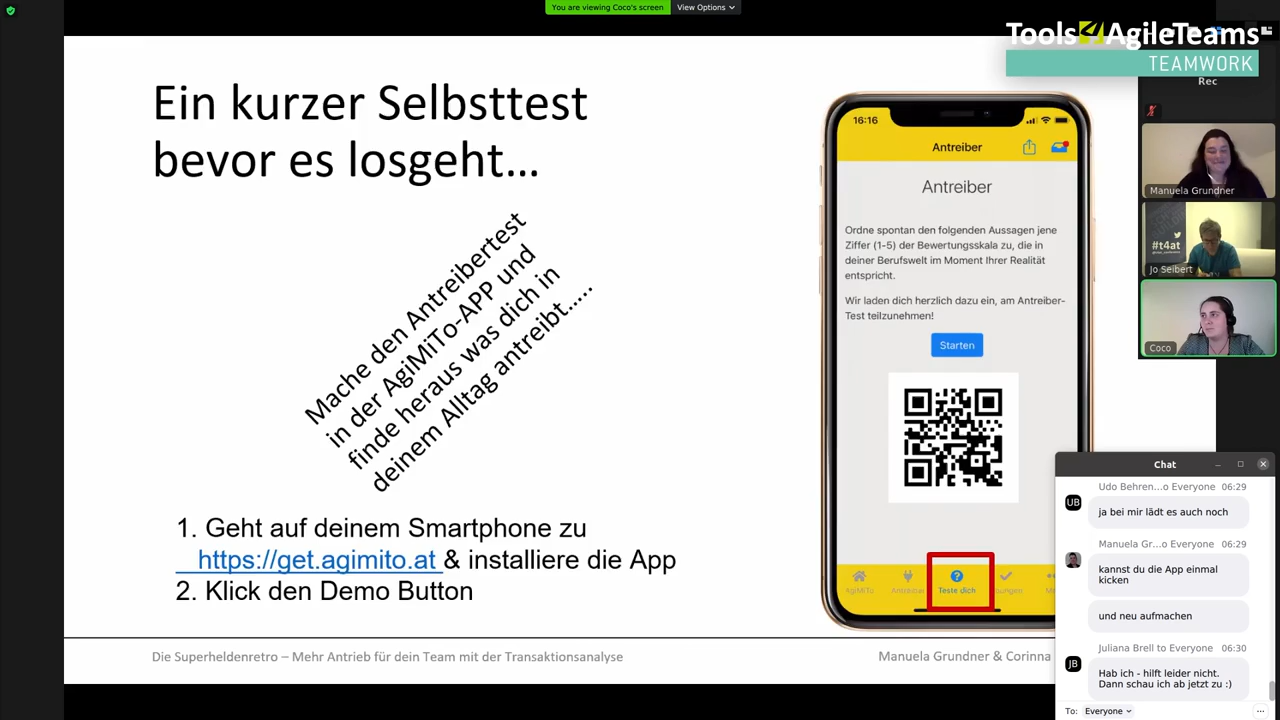 You are viewing Coco's screen
View Options
Tools4AgileTeams
TEAMWORK
Rec
Ein kurzer Selbsttest
bevor es losgeht...
Mache den Antreibertest
in der AgiMiTo-APP und
finde heraus was dich in
deinem Alltag antreibt.....
1. Geht auf deinem Smartphone zu
https://get.agimito.at & installiere die App
2. Klick den Demo Button
16:16
Antreiber
Antreiber
Ordne spontan den folgenden Aussagen jene
Ziffer (1-5) der Bewertungsskala zu, die in
deiner Berufswelt im Moment Ihrer Realität
entspricht.
Wir laden dich herzlich dazu ein, am Antreiber-
Test teilzunehmen!
Starten
AgiMiTo
Teste dich
Manuela Grundner
#t4at
Jo Seibert
Coco
Chat
Udo Behren...o Everyone 06:29
UB
ja bei mir lädt es auch noch
Manuela Gr...o Everyone 06:29
kannst du die App einmal
kicken
und neu aufmachen
Juliana Brell to Everyone 06:30
JB
Hab ich - hilft leider nicht.
Dann schau ich ab jetzt zu :)
To: Everyone
Die Superheldenretro – Mehr Antrieb für dein Team mit der Transaktionsanalyse
Manuela Grundner & Corinna